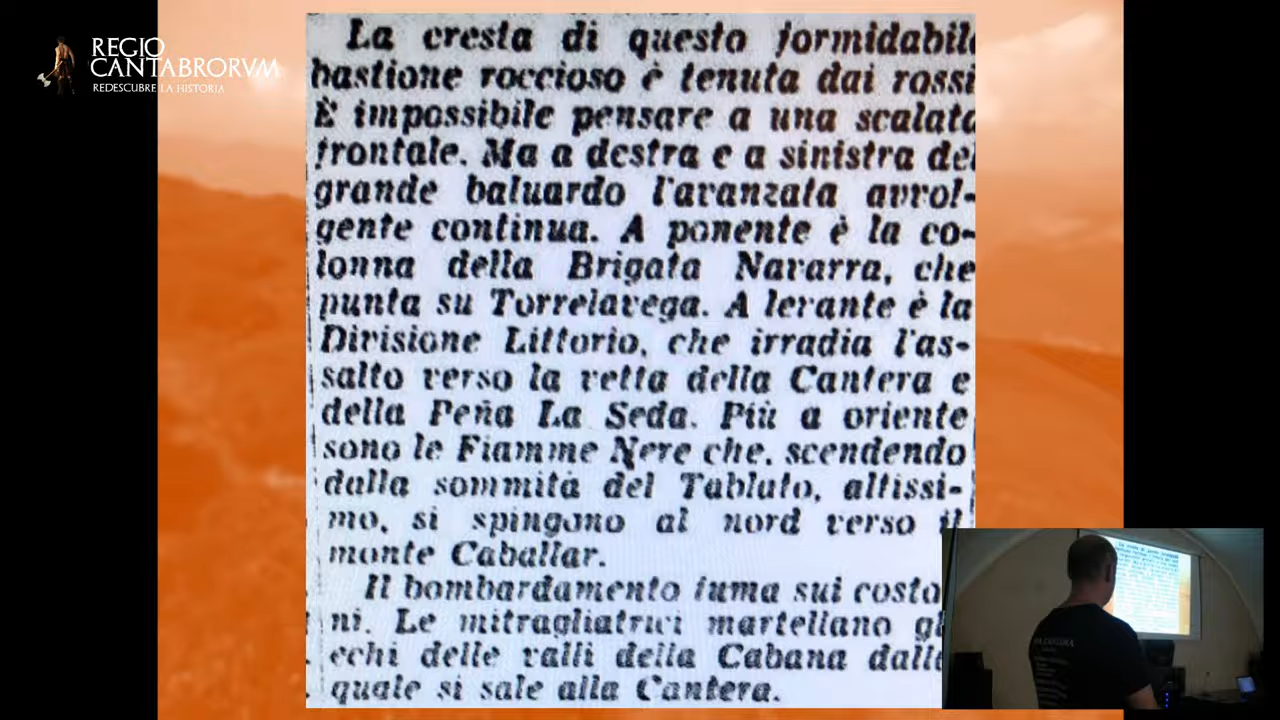 REGIO
CANTABRORVM
REDESCUBRE LA HISTORIA
La cresta di questo formidabile
bastione roccioso è tenuta dai rossi
È impossibile pensare a una scalata
frontale. Ma a destra e a sinistra del
grande baluardo l'avanzata avvol-
gente continua. A ponente è la co-
lonna della Brigata Navarra, che
punta su Torrelavega. A levante è la
Divisione Littorio, che irradia l'as-
salto verso la vetta della Cantera e
della Peña La Seda. Più a oriente
sono le Fiamme Nere che, scendendo
dalla sommità del Tabluto, altissi-
mo, si spingono al nord verso il
monte Caballar.
Il bombardamento fuma sui costo
ni. Le mitragliatrici martellano gl
echi delle valli della Cabana dalle
quale si sale alla Cantera.